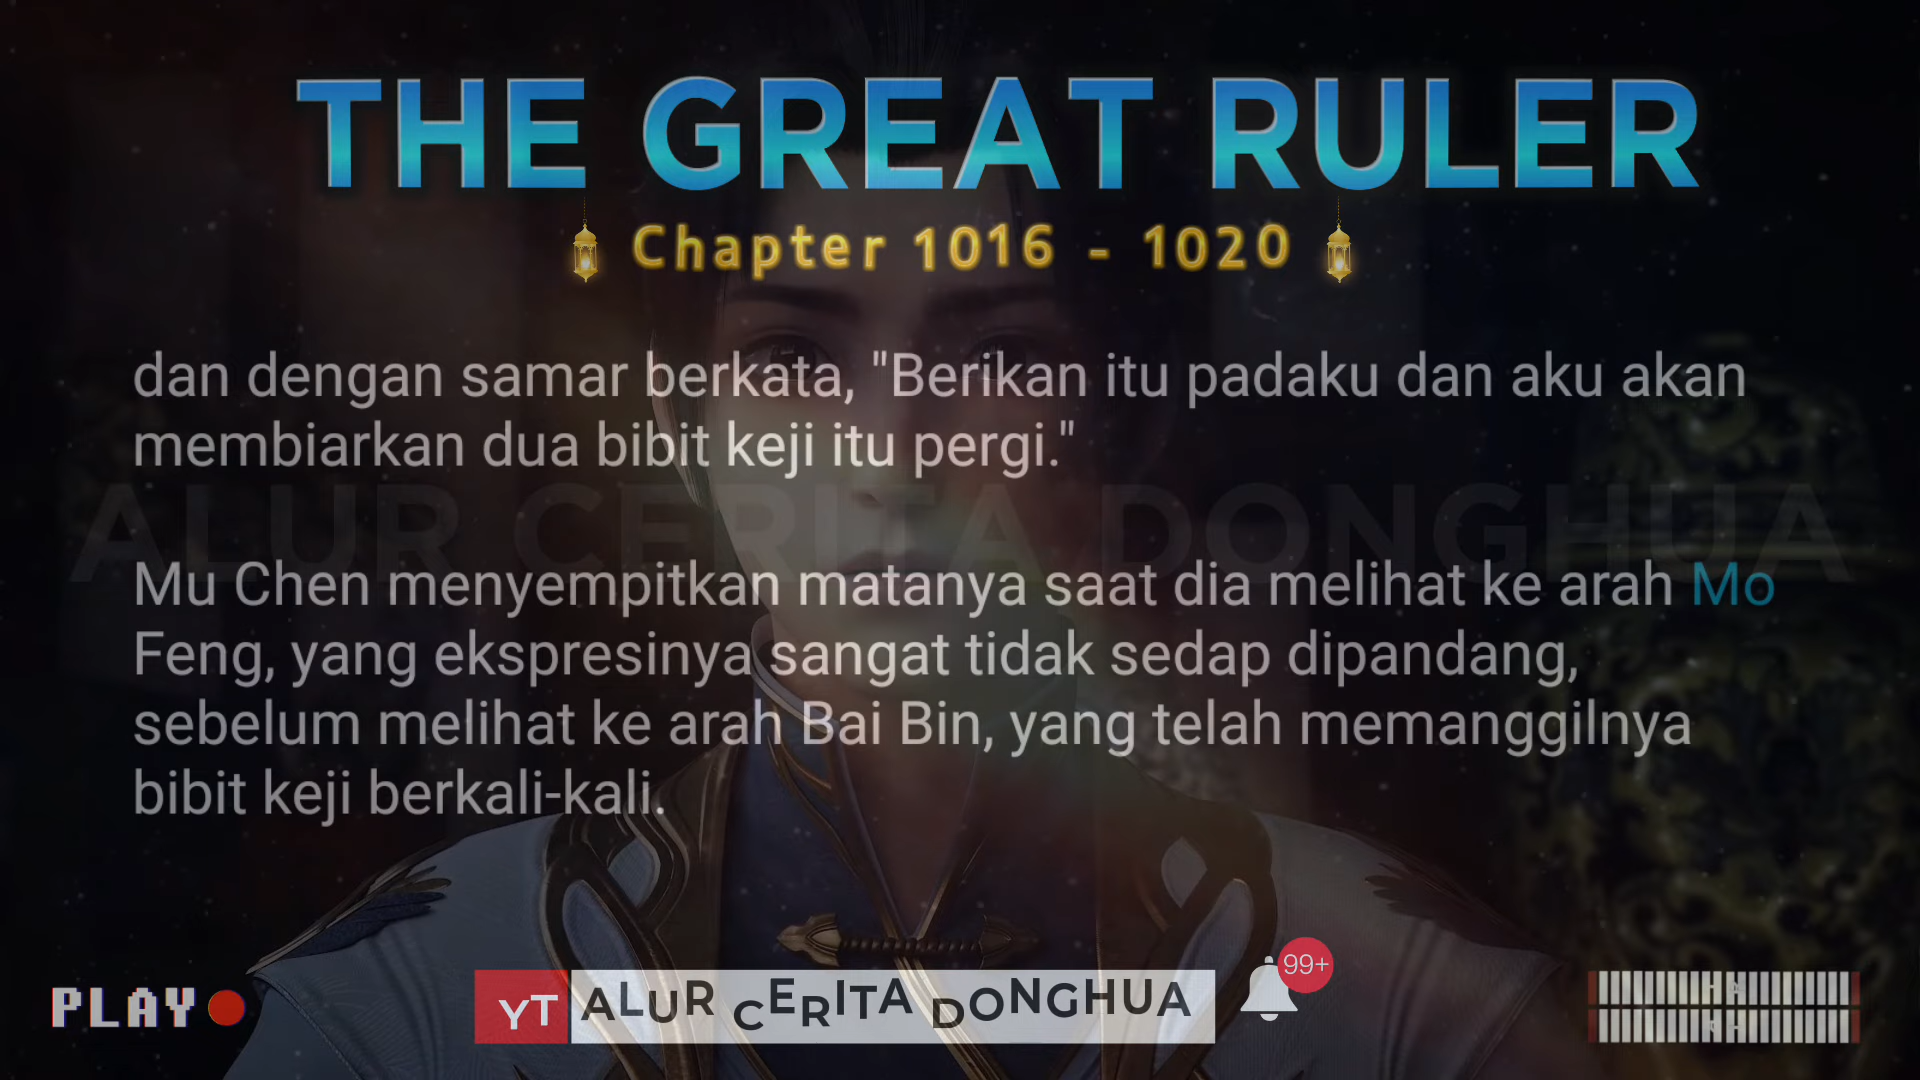 THE GREAT RULER
Chapter 1016 - 1020
dan dengan samar berkata, "Berikan itu padaku dan aku akan
membiarkan dua bibit keji itu pergi."
ALUR CERITA DONGHUA
Mu Chen menyempitkan matanya saat dia melihat ke arah Mo
Feng, yang ekspresinya sangat tidak sedap dipandang,
sebelum melihat ke arah Bai Bin, yang telah memanggilnya
bibit keji berkali-kali.
PLAY
YT ALUR CERITA DONGHUA
99+